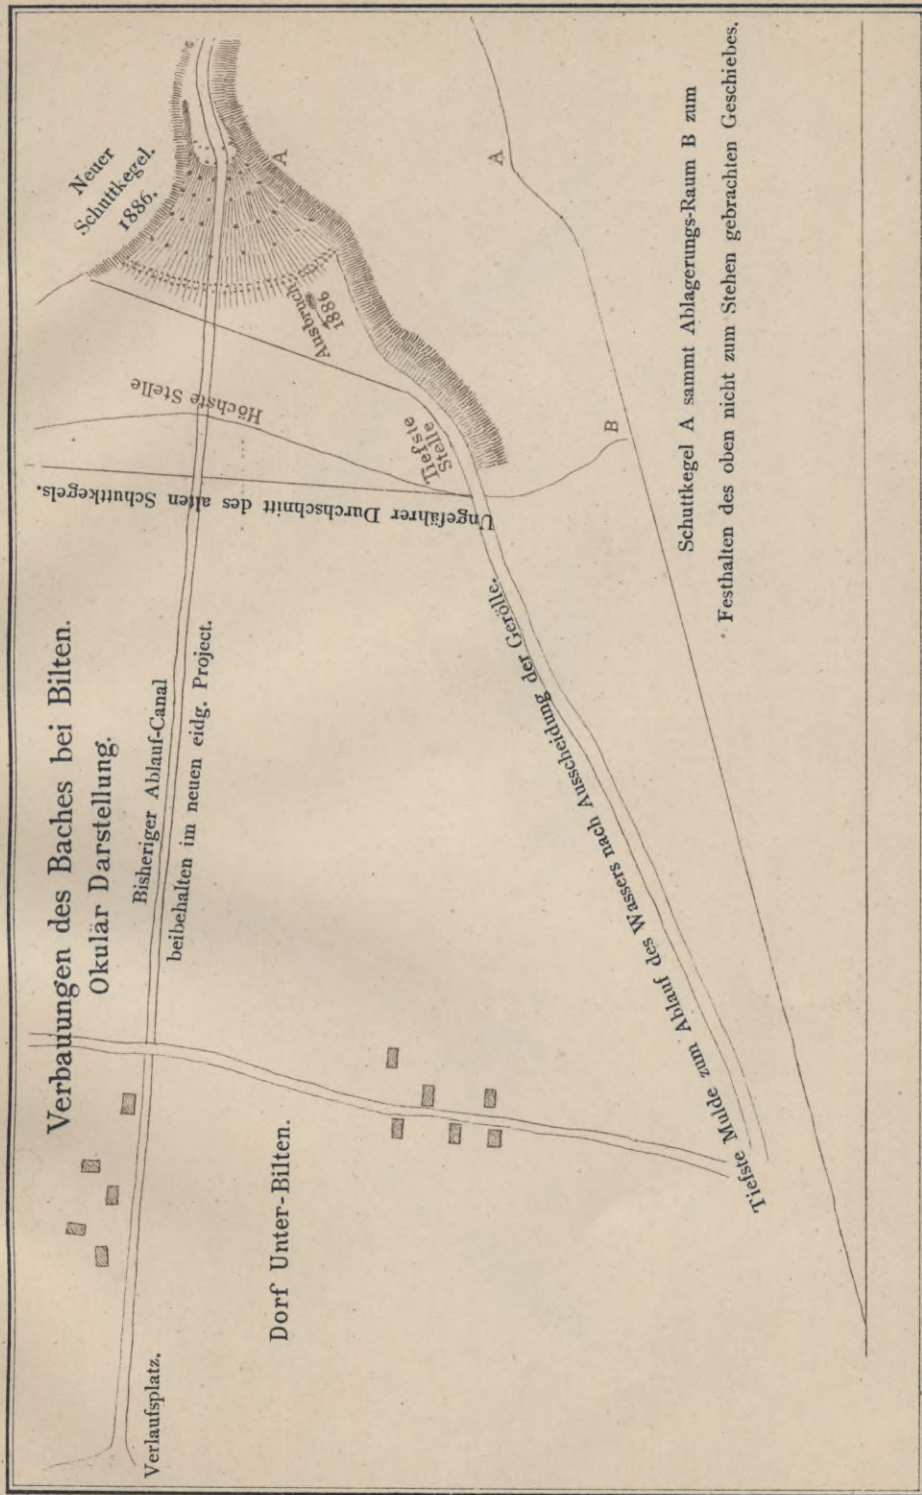 Verbauungen des Baches bei Bilten.
Okulär Darstellung.
Neuer
Schuttkegel.
1886.
A
Ausbruch
1886
Höchste Stelle
Tiefste
Stelle
Ungefährer Durchschnitt des alten Schuttkegels.
Bisheriger Ablauf-Canal
beibehalten im neuen eidg. Project.
Verlaufsplatz.
Dorf Unter-Bilten.
Tiefste Mulde zum Ablauf des Wassers nach Ausscheidung der Gerölle.
A
B
Schuttkegel A sammt Ablagerungs-Raum B zum
Festhalten des oben nicht zum Stehen gebrachten Geschiebes.